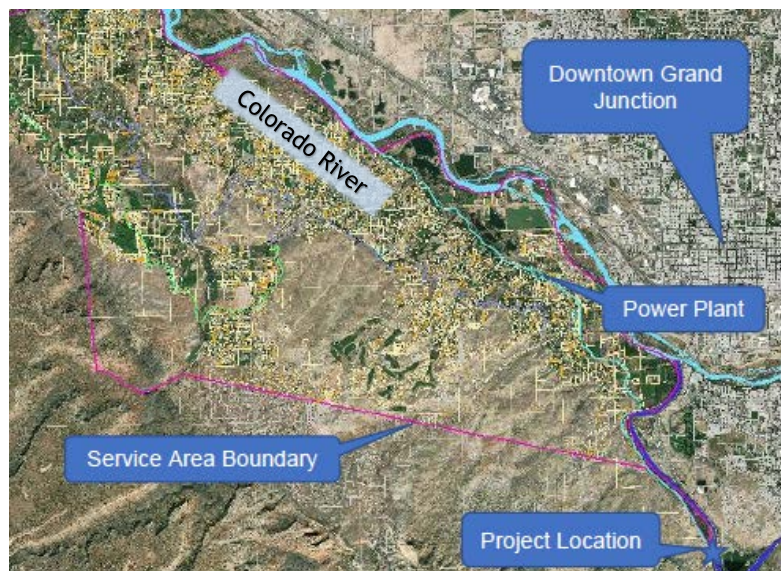 Downtown Grand
Junction
Colorado River
Power Plant
Service Area Boundary
Project Location